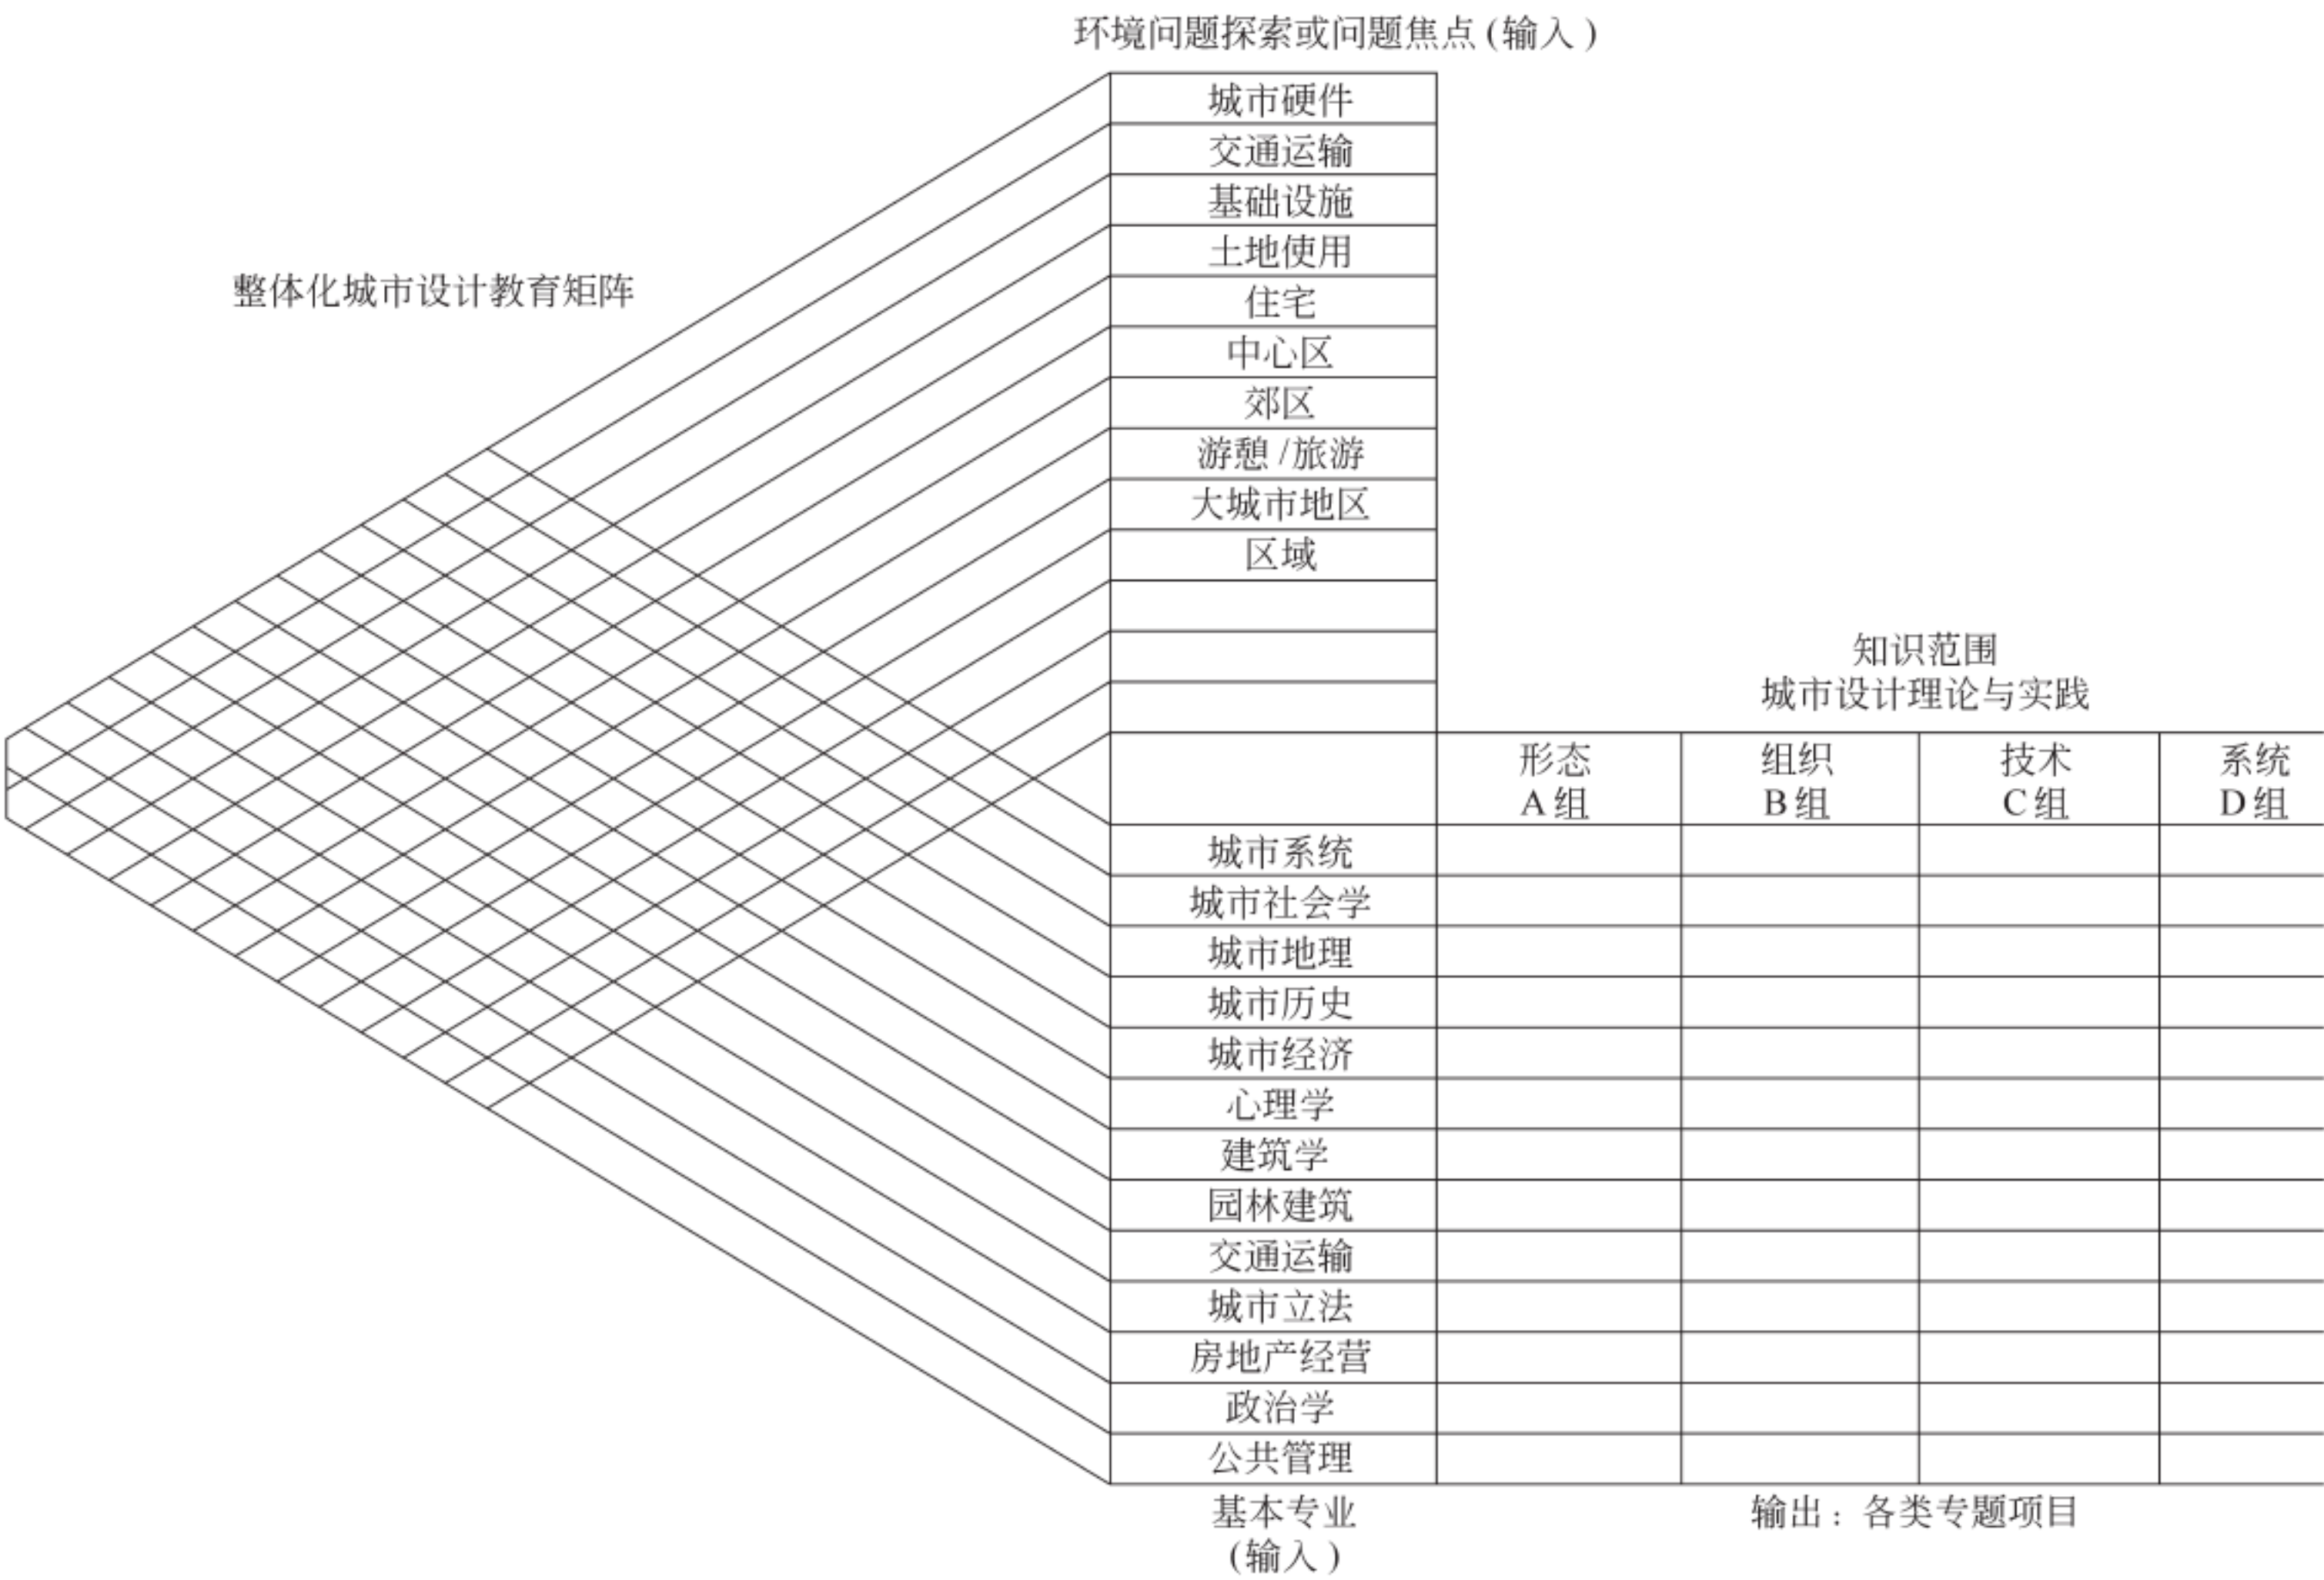 环境问题探索或问题焦点 (输入 )
城市硬件
交通运输
基础设施
土地使用
整体化城市设计教育矩阵
住宅
中心区
郊区
游憩 /旅游
大城市地区
区域
知识范围
城市设计理论与实践
形态
A 组
组织
B 组
技术
C 组
系统
D 组
城市系统
城市社会学
城市地理
城市历史
城市经济
心理学
建筑学
园林建筑
交通运输
城市立法
房地产经营
政治学
公共管理
基本专业
(输入 )
输出：各类专题项目